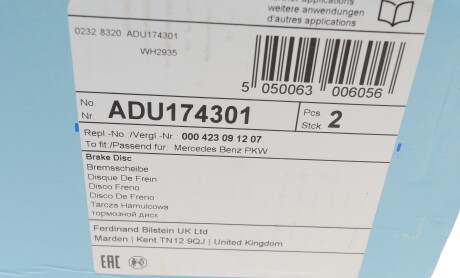 further applications
weitere anwendungen
d'autres applications
0232 8320 ADU174301
WH2935
5 050063 006056
No.
Nr. ADU174301
Pcs
Stck 2
Repl.-No /Vergl.-Nr : 000 423 09 12 07
To fit:/Passend für: Mercedes Benz PKW
Brake Disc
Bremsscheibe
Disque De Frein
Disco Freno
Disco De Freno
Tarcza Hamulcowa
тормозной диск
Ferdinand Bilstein UK Ltd
Marden | Kent TN12 9QJ | United Kingdom
EAC